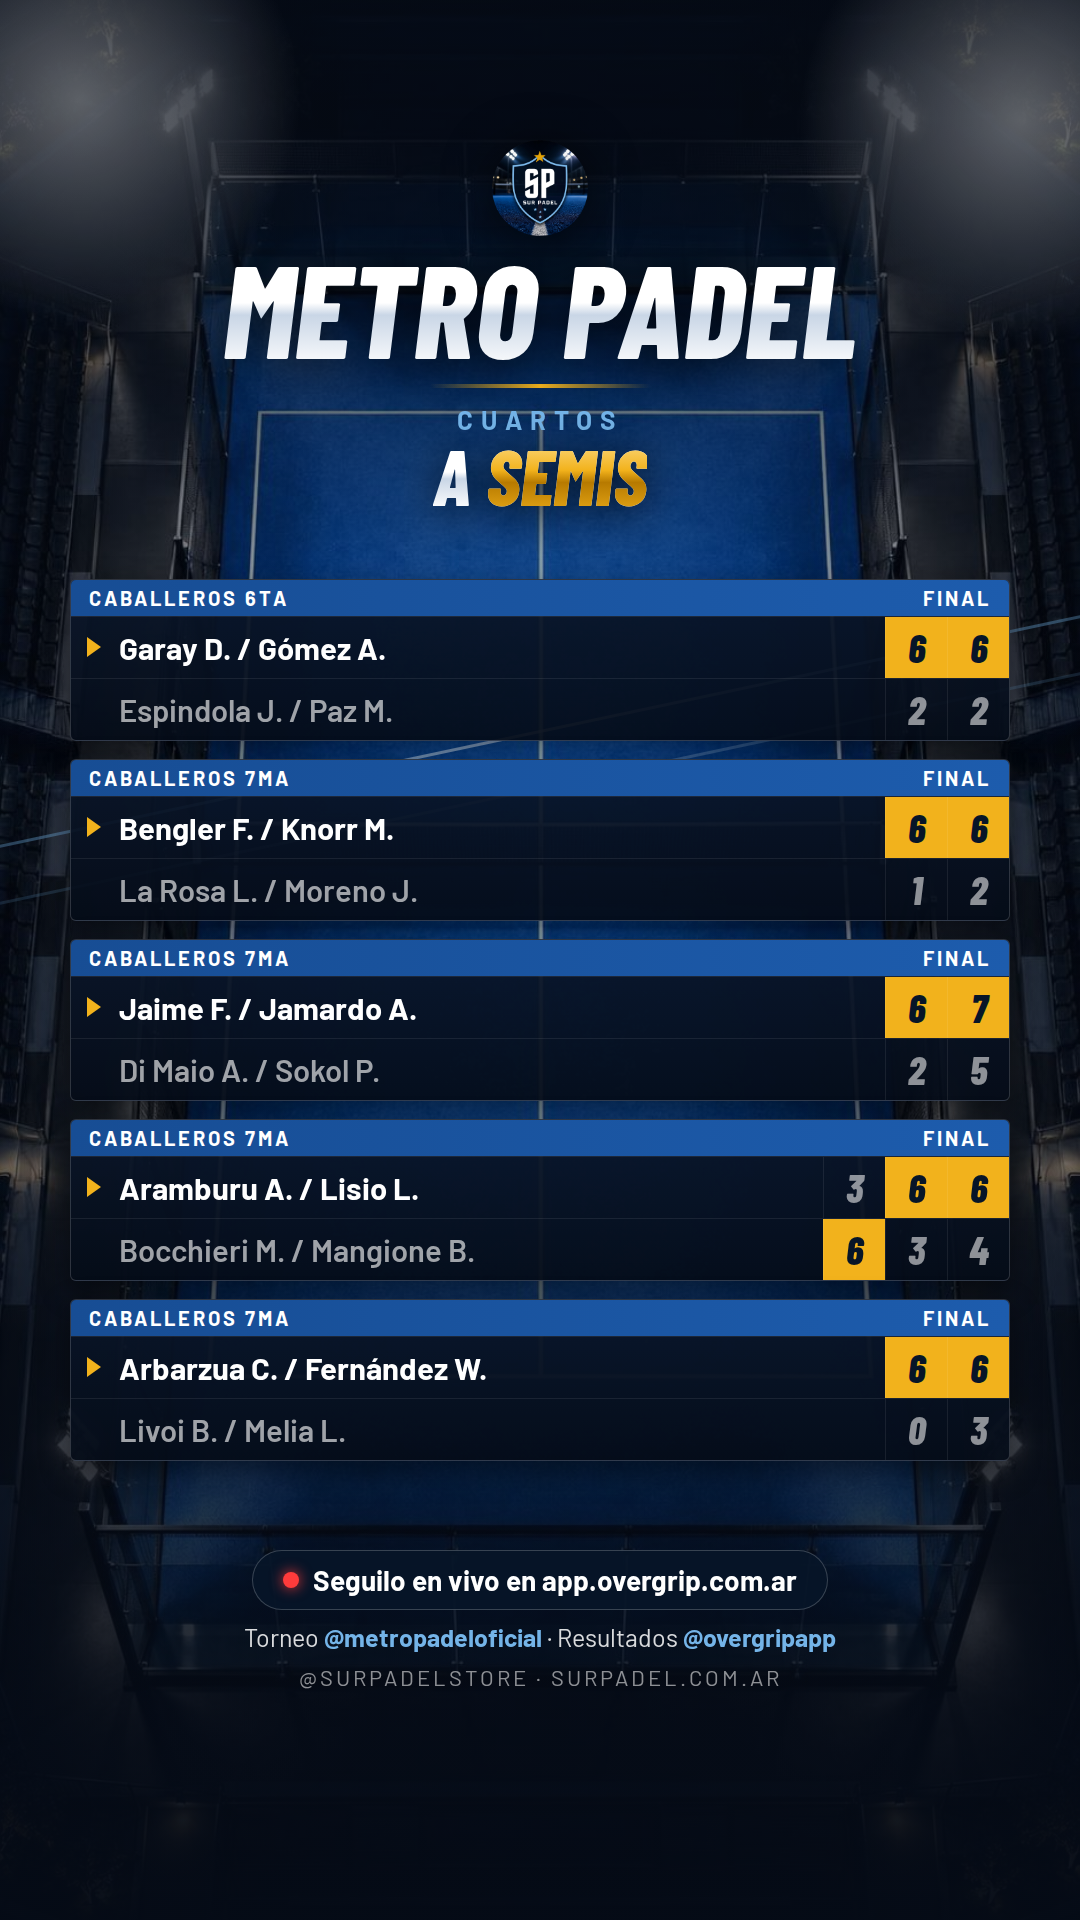 SP
SUR PADEL
METRO PADEL
CUARTOS
A SEMIS
CABALLEROS 6TA FINAL
Garay D. / Gómez A. 6 6
Espindola J. / Paz M. 2 2
CABALLEROS 7MA FINAL
Bengler F. / Knorr M. 6 6
La Rosa L. / Moreno J. 1 2
CABALLEROS 7MA FINAL
Jaime F. / Jamardo A. 6 7
Di Maio A. / Sokol P. 2 5
CABALLEROS 7MA FINAL
Aramburu A. / Lisio L. 3 6 6
Bocchieri M. / Mangione B. 6 3 4
CABALLEROS 7MA FINAL
Arbarzua C. / Fernández W. 6 6
Livoi B. / Melia L. 0 3
Seguilo en vivo en app.overgrip.com.ar
Torneo @metropadeloficial · Resultados @overgripapp
@SURPADELSTORE · SURPADEL.COM.AR